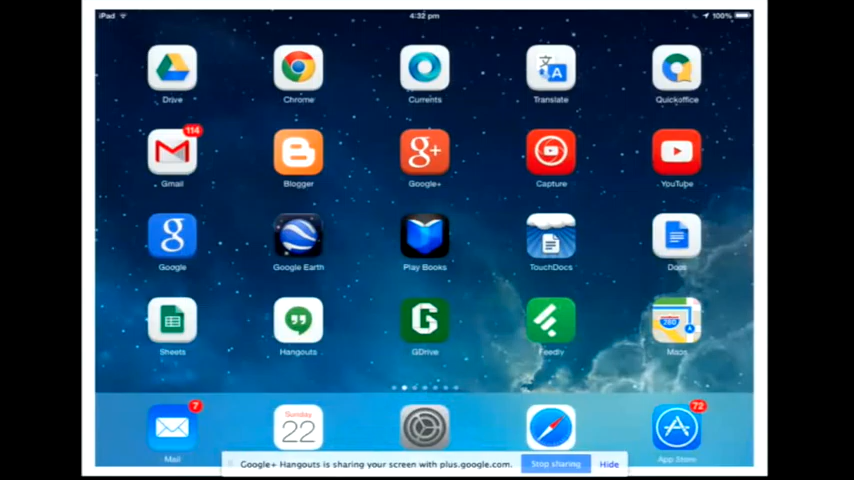 iPad 4:32 pm 100%
Drive Chrome Currents Translate Quickoffice
114
Gmail Blogger Google+ Capture YouTube
Google Google Earth Play Books TouchDocs Docs
Sheets Hangouts GDrive Feedly Maps
7 Sunday 72
22
Mail App Store
Google+ Hangouts is sharing your screen with plus.google.com. Stop sharing Hide